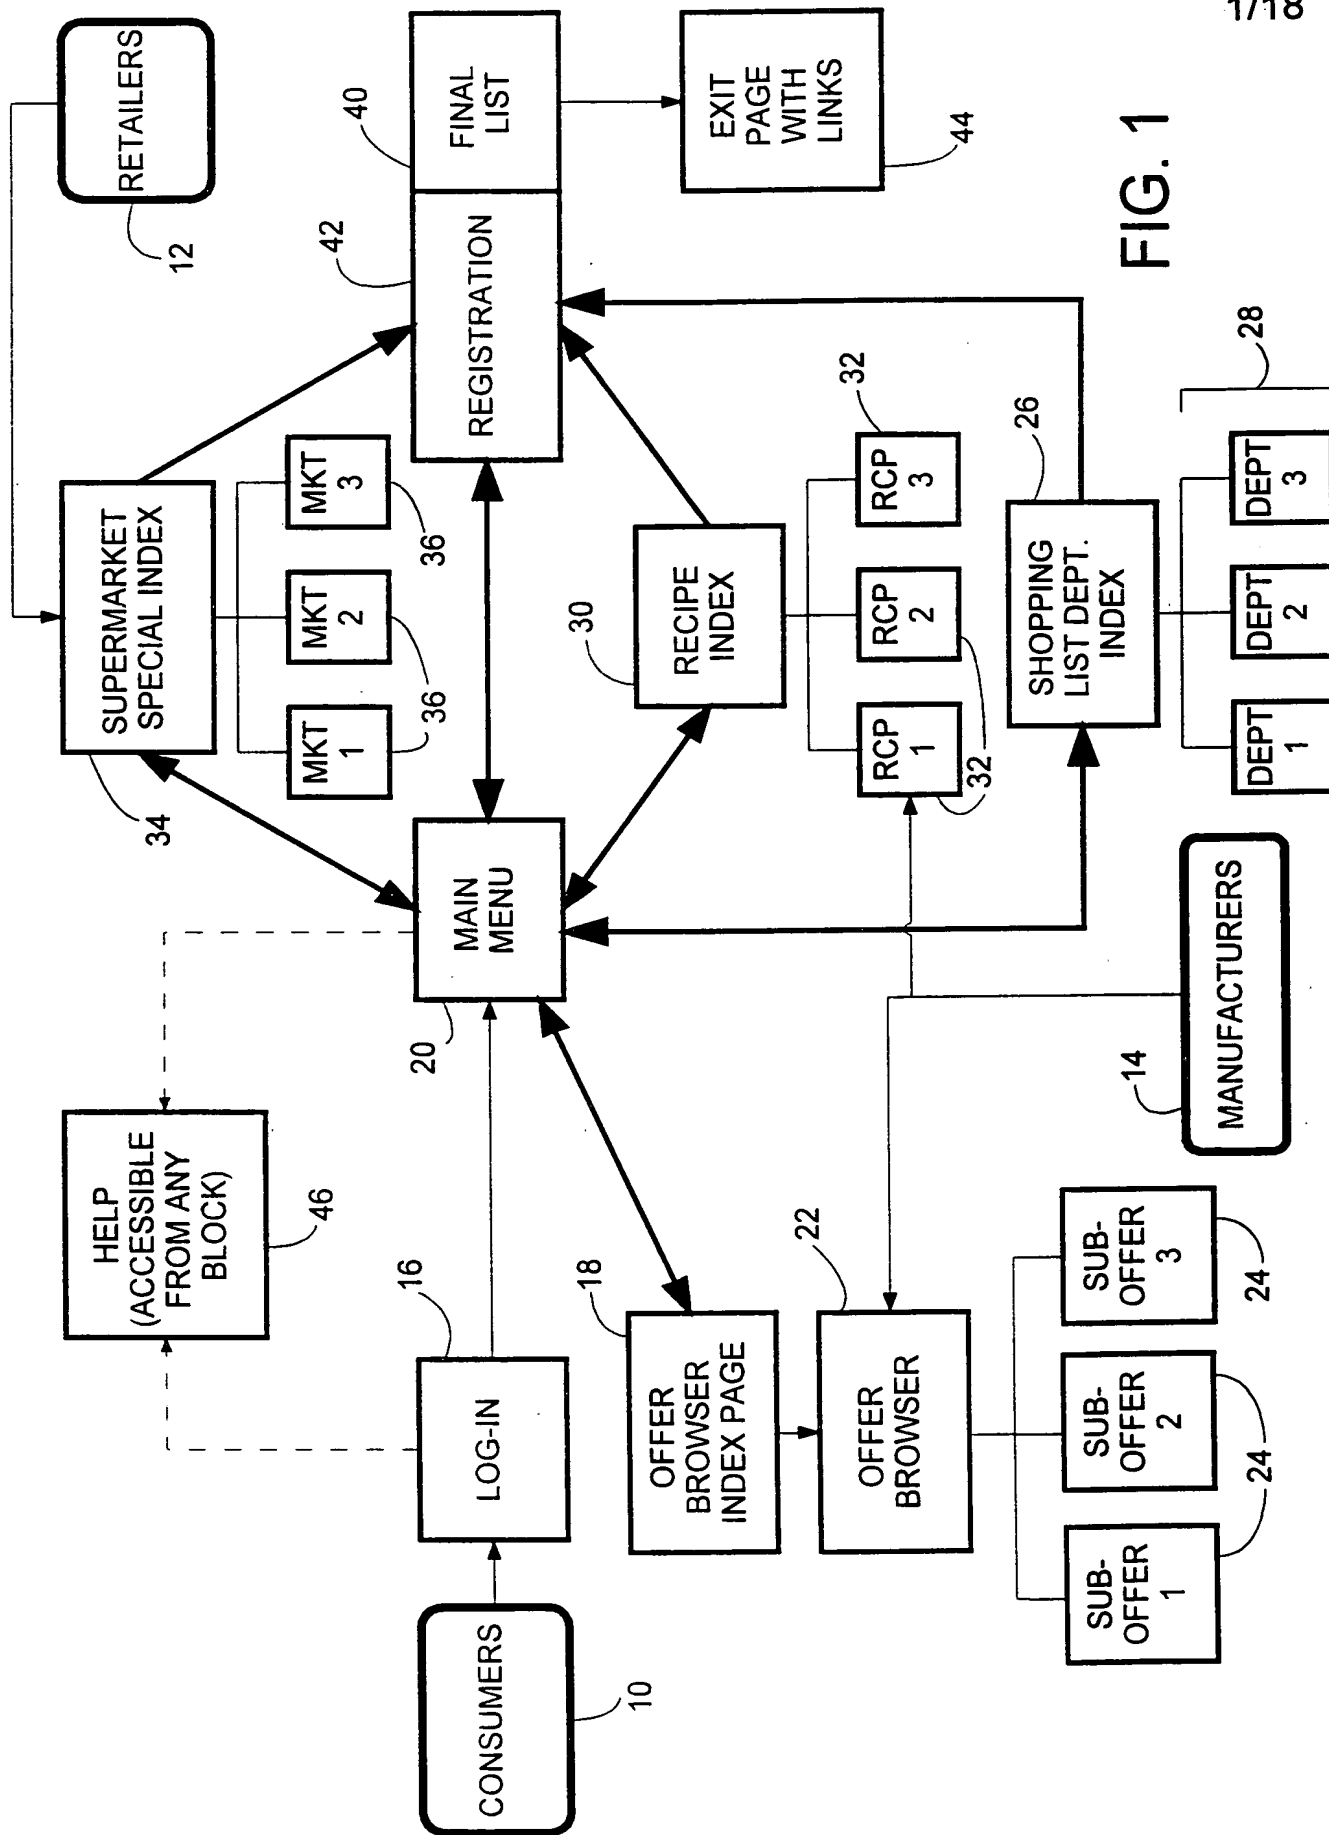 1/18
RETAILERS
12
SUPERMARKET
SPECIAL INDEX
34
MKT
1
MKT
2
MKT
3
36
36
HELP
(ACCESSIBLE
FROM ANY
BLOCK)
46
CONSUMERS
10
LOG-IN
16
MAIN
MENU
20
REGISTRATION
42
FINAL
LIST
40
EXIT
PAGE
WITH
LINKS
44
OFFER
BROWSER
INDEX PAGE
18
RECIPE
INDEX
30
OFFER
BROWSER
22
RCP
1
RCP
2
RCP
3
32
32
SUB-
OFFER
1
SUB-
OFFER
2
SUB-
OFFER
3
24
24
SHOPPING
LIST DEPT.
INDEX
26
MANUFACTURERS
14
DEPT
1
DEPT
2
DEPT
3
28
FIG. 1